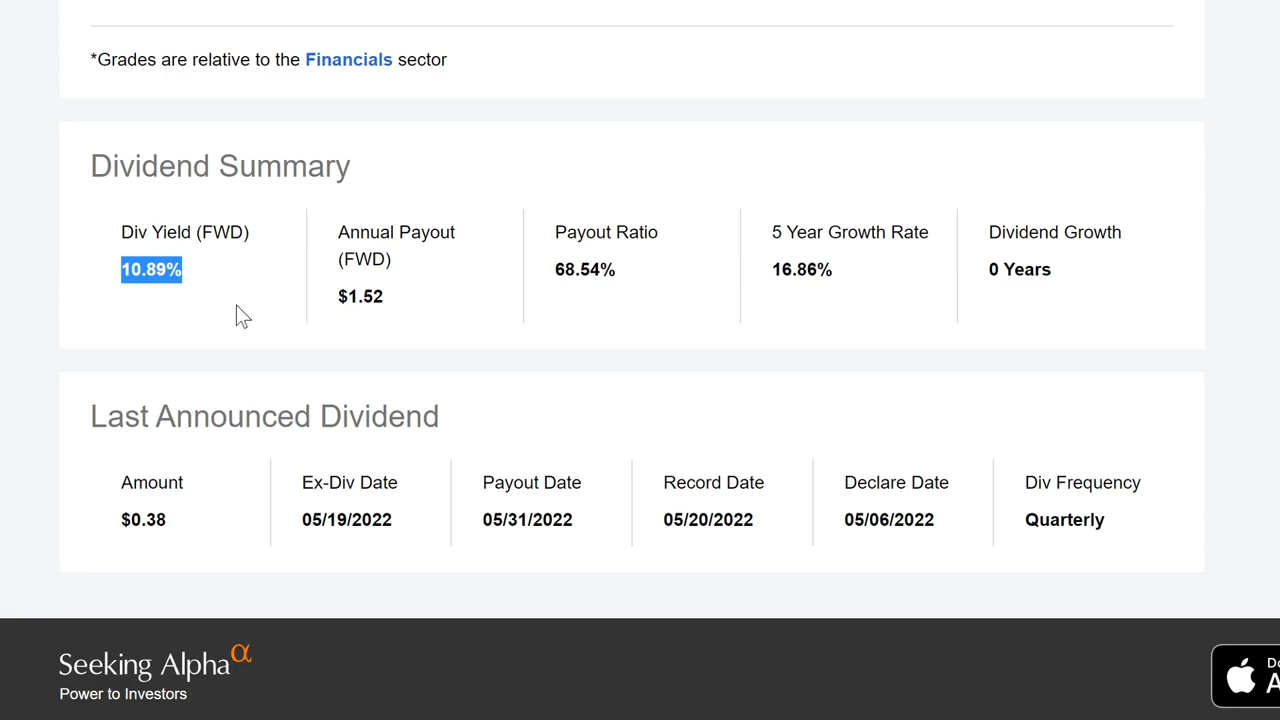 *Grades are relative to the Financials sector
Dividend Summary
Div Yield (FWD)
10.89%
Annual Payout
(FWD)
$1.52
Payout Ratio
68.54%
5 Year Growth Rate
16.86%
Dividend Growth
0 Years
Last Announced Dividend
Amount
$0.38
Ex-Div Date
05/19/2022
Payout Date
05/31/2022
Record Date
05/20/2022
Declare Date
05/06/2022
Div Frequency
Quarterly
Seeking Alpha α
Power to Investors